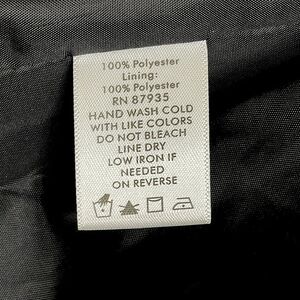 100% Polyester
Lining:
100% Polyester
RN 87935
HAND WASH COLD
WITH LIKE COLORS
DO NOT BLEACH
LINE DRY
LOW IRON IF
NEEDED
ON REVERSE